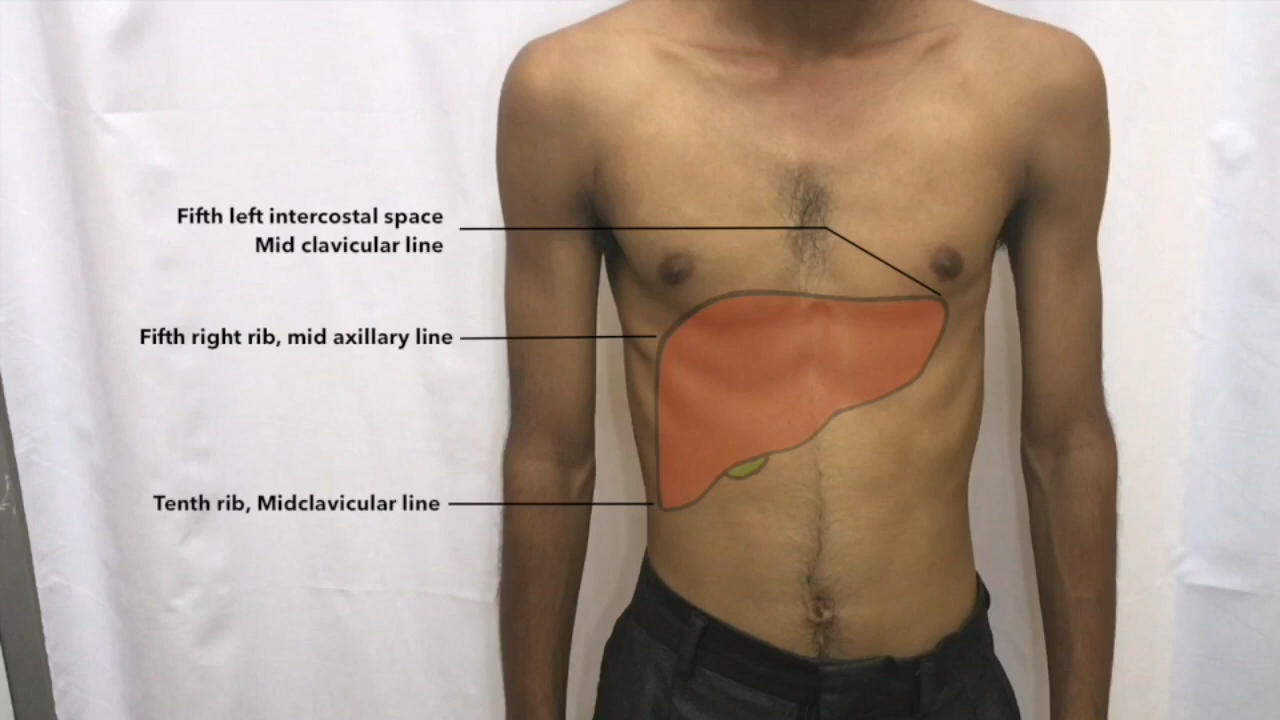 Fifth left intercostal space
Mid clavicular line
Fifth right rib, mid axillary line
Tenth rib, Midclavicular line